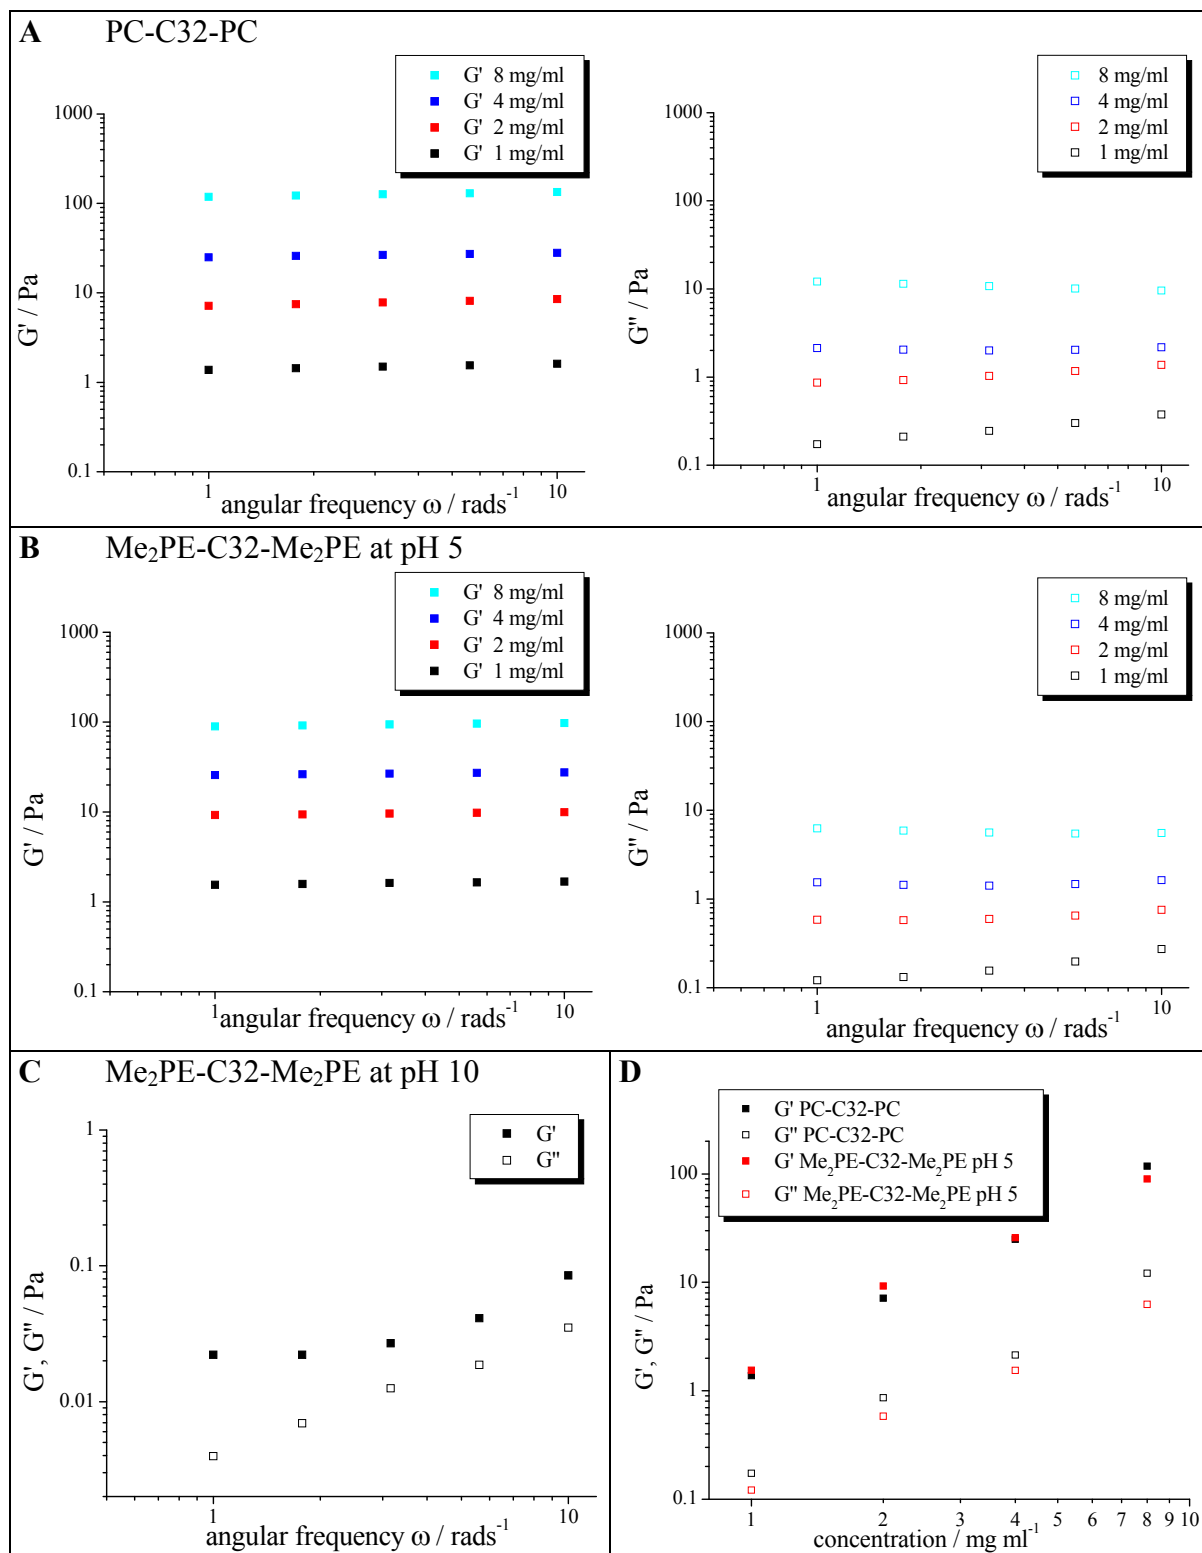 A PC-C32-PC
G' 8 mg/ml
G' 4 mg/ml
G' 2 mg/ml
G' 1 mg/ml
1000
100
10
1
0.1
G' / Pa
1 10
angular frequency ω / rads⁻¹
8 mg/ml
4 mg/ml
2 mg/ml
1 mg/ml
1000
100
10
1
0.1
G'' / Pa
1 10
angular frequency ω / rads⁻¹
B Me₂PE-C32-Me₂PE at pH 5
G' 8 mg/ml
G' 4 mg/ml
G' 2 mg/ml
G' 1 mg/ml
1000
100
10
1
0.1
G' / Pa
1 10
angular frequency ω / rads⁻¹
8 mg/ml
4 mg/ml
2 mg/ml
1 mg/ml
1000
100
10
1
0.1
G'' / Pa
1 10
angular frequency ω / rads⁻¹
C Me₂PE-C32-Me₂PE at pH 10
G'
G''
1
0.1
0.01
G', G'' / Pa
1 10
angular frequency ω / rads⁻¹
D
G' PC-C32-PC
G'' PC-C32-PC
G' Me₂PE-C32-Me₂PE pH 5
G'' Me₂PE-C32-Me₂PE pH 5
100
10
1
0.1
G', G'' / Pa
1 2 3 4 5 6 7 8 9 10
concentration / mg ml⁻¹